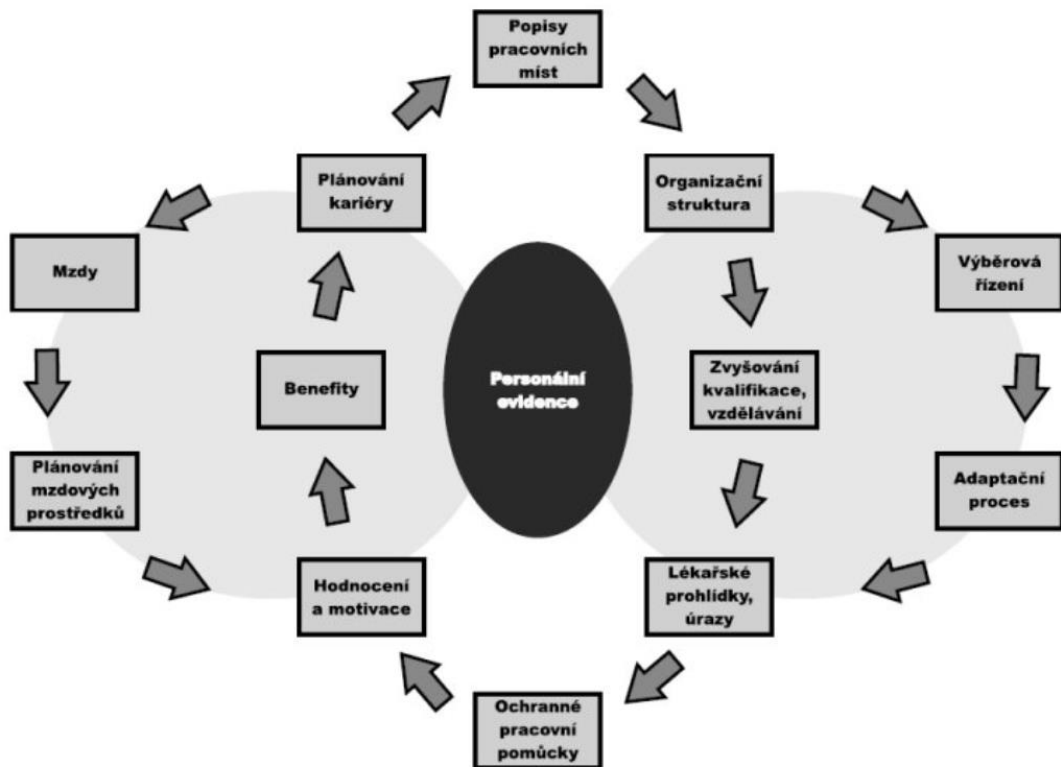 Popisy
pracovních
míst
Plánování
kariéry
Organizační
struktura
Mzdy
Výběrová
řízení
Benefity
Personální
evidence
Zvyšování
kvalifikace,
vzdělávání
Plánování
mzdových
prostředků
Adaptační
proces
Hodnocení
a motivace
Lékařské
prohlídky,
úrazy
Ochranné
pracovní
pomůcky